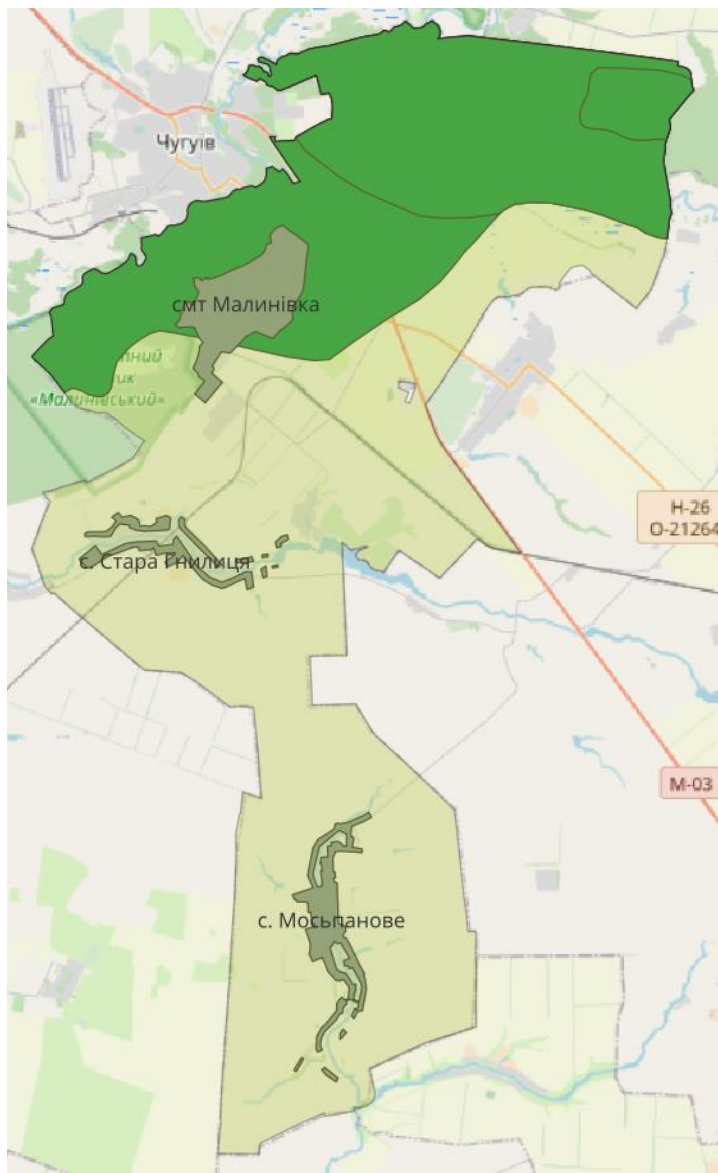 Чугуїв
смт Малинівка
«Малинівський»
Н-26
О-21264
с. Стара Гнилиця
М-03
с. Мосьпанове